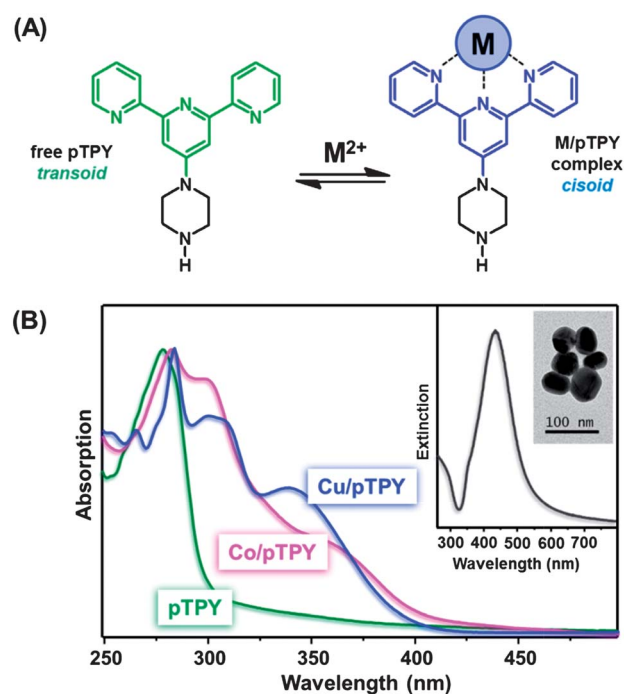 (A)
N
N
N
free pTPY
transoid
N
N
H
M²⁺
M
N
N
N
M/pTPY
complex
cisoid
N
N
H
(B)
Absorption
pTPY
Co/pTPY
Cu/pTPY
250
300
350
400
450
Wavelength (nm)
Extinction
100 nm
300 400 500 600 700
Wavelength (nm)